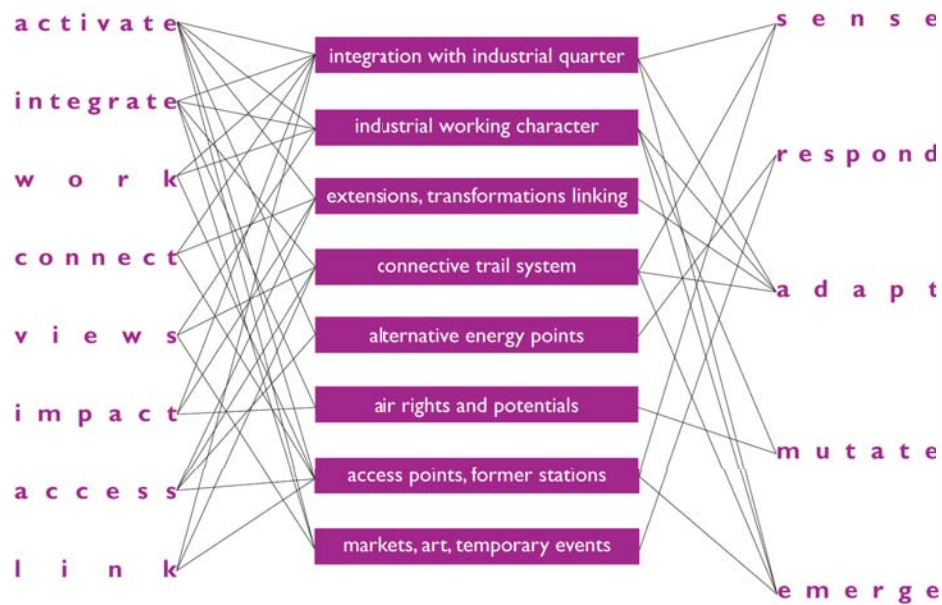 activate
integrate
work
connect
views
impact
access
link
integration with industrial quarter
industrial working character
extensions, transformations linking
connective trail system
alternative energy points
air rights and potentials
access points, former stations
markets, art, temporary events
sense
respond
adapt
mutate
emerge